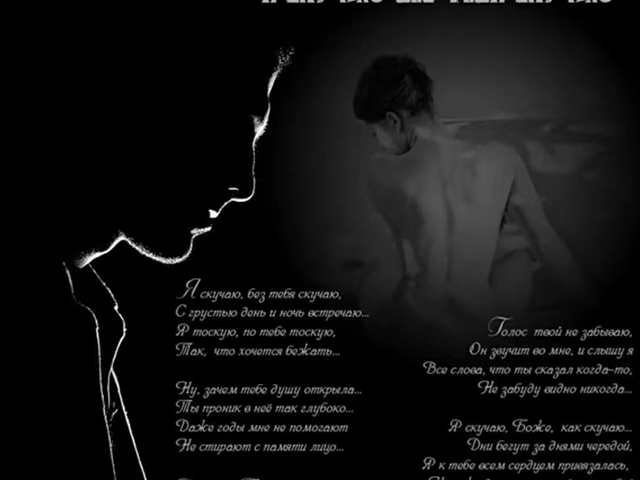 Я скучаю, без тебя скучаю,
С грустью день и ночь встречаю...
Я тоскую, по тебе тоскую,
Так, что хочется бежать...
Ну, зачем тебе душу открыла...
Ты проник в неё так глубоко...
Даже годы мне не помогают
Не стирают с памяти лицо...
Голос твой не забываю,
Он звучит во мне, и слышу я
Все слова, что ты сказал когда-то,
Не забуду видно никогда...
Я скучаю, Боже, как скучаю...
Дни бегут за днями чередой,
Я к тебе всем сердцем привязалась,